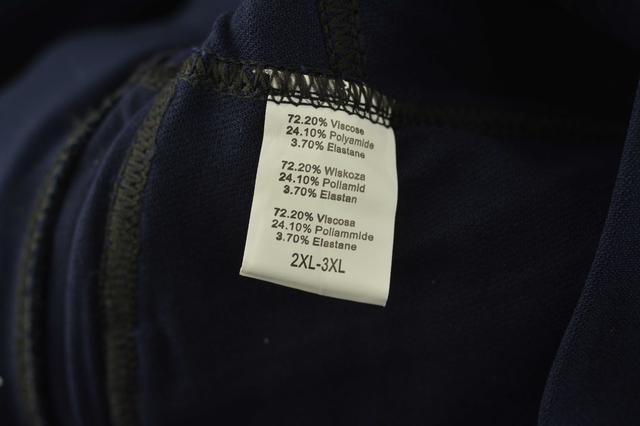 72.20% Viscose
24.10% Polyamide
3.70% Elastane
72.20% Wiskoza
24.10% Poliamid
3.70% Elastan
72.20% Viscosa
24.10% Poliammide
3.70% Elastane
2XL-3XL